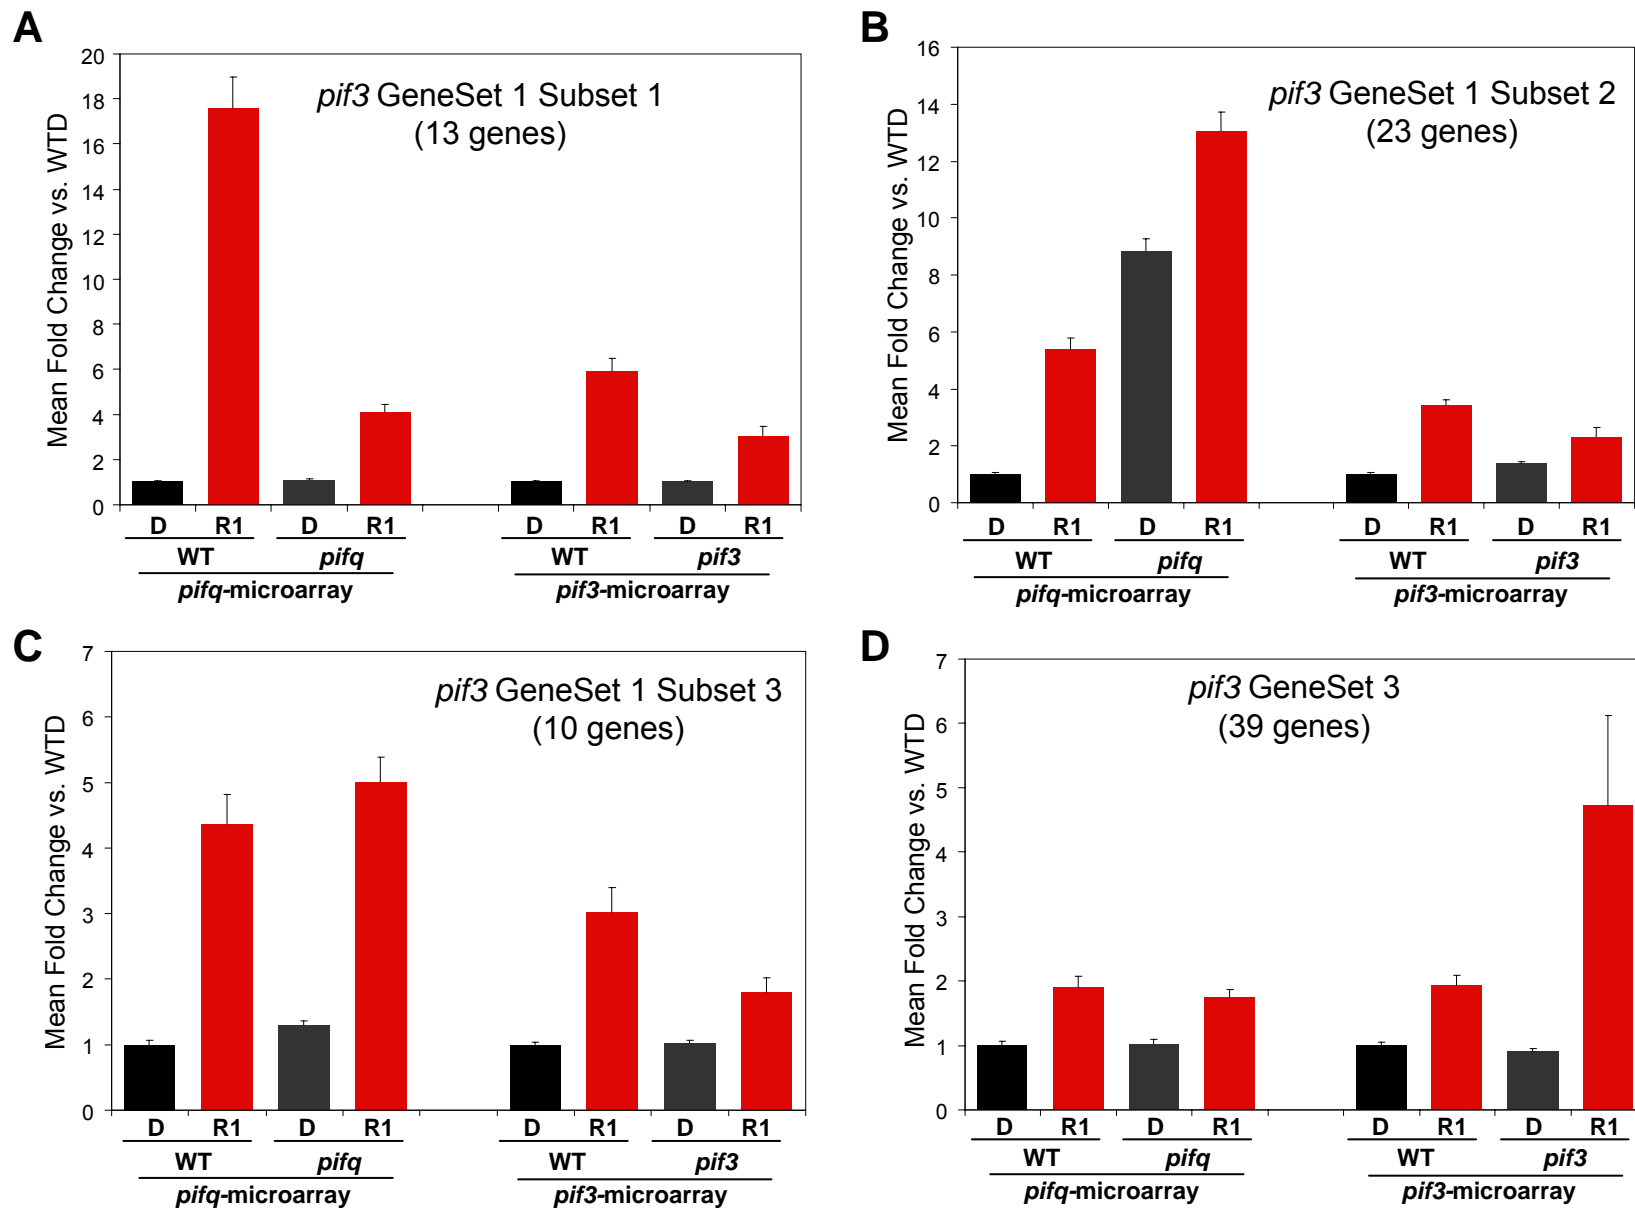 A
Mean Fold Change vs. WTD
20
18
16
14
12
10
8
6
4
2
0
pif3 GeneSet 1 Subset 1
(13 genes)
D R1 D R1 D R1 D R1
WT pifq WT pif3
pifq-microarray pif3-microarray
B
Mean Fold Change vs. WTD
16
14
12
10
8
6
4
2
0
pif3 GeneSet 1 Subset 2
(23 genes)
D R1 D R1 D R1 D R1
WT pifq WT pif3
pifq-microarray pif3-microarray
C
Mean Fold Change vs. WTD
7
6
5
4
3
2
1
0
pif3 GeneSet 1 Subset 3
(10 genes)
D R1 D R1 D R1 D R1
WT pifq WT pif3
pifq-microarray pif3-microarray
D
Mean Fold Change vs. WTD
7
6
5
4
3
2
1
0
pif3 GeneSet 3
(39 genes)
D R1 D R1 D R1 D R1
WT pifq WT pif3
pifq-microarray pif3-microarray